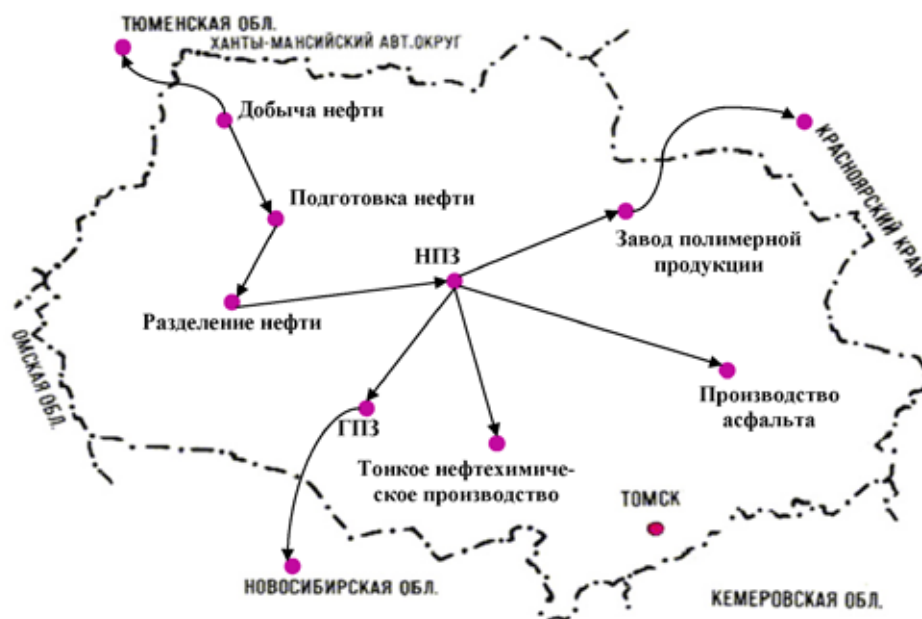 ТЮМЕНСКАЯ ОБЛ.
ХАНТЫ-МАНСИЙСКИЙ АВТ.ОКРУГ
Добыча нефти
КРАСНОЯРСКИЙ КРАЙ
Подготовка нефти
Завод полимерной
продукции
НПЗ
Разделение нефти
ОМСКАЯ ОБЛ.
Производство
асфальта
ГПЗ
Тонкое нефтехимиче-
ское производство
ТОМСК
НОВОСИБИРСКАЯ ОБЛ.
КЕМЕРОВСКАЯ ОБЛ.